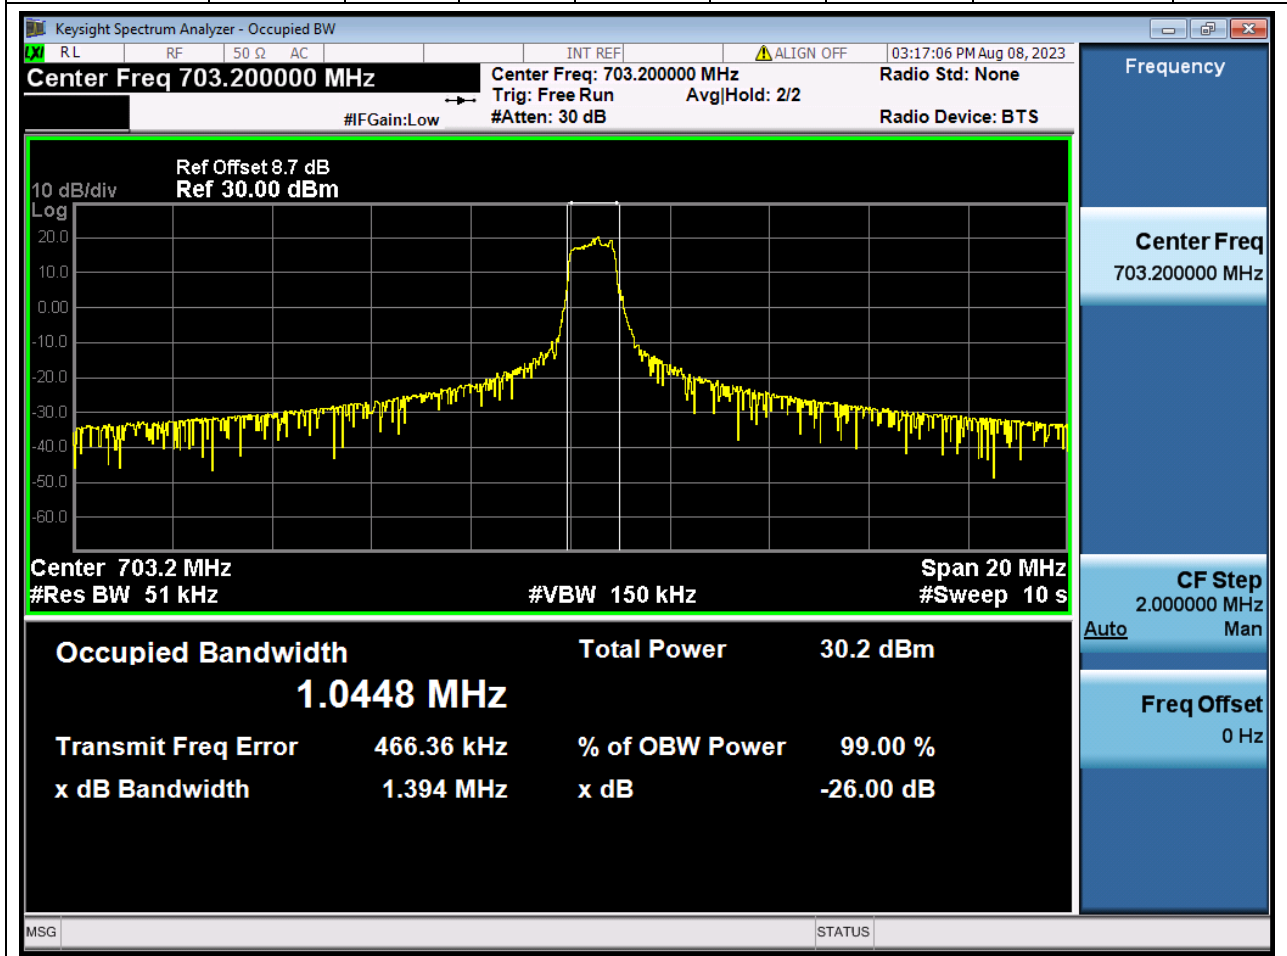 Keysight Spectrum Analyzer - Occupied BW
LXI RL RF 50 Ω AC INT REF ALIGN OFF 03:17:06 PM Aug 08, 2023
Center Freq 703.200000 MHz
Center Freq: 703.200000 MHz Radio Std: None
Trig: Free Run Avg|Hold: 2/2
#IFGain:Low #Atten: 30 dB Radio Device: BTS
Ref Offset 8.7 dB
10 dB/div Ref 30.00 dBm
Log
20.0
10.0
0.00
-10.0
-20.0
-30.0
-40.0
-50.0
-60.0
Center 703.2 MHz Span 20 MHz
#Res BW 51 kHz #VBW 150 kHz #Sweep 10 s
Occupied Bandwidth Total Power 30.2 dBm
1.0448 MHz
Transmit Freq Error 466.36 kHz % of OBW Power 99.00 %
x dB Bandwidth 1.394 MHz x dB -26.00 dB
Frequency
Center Freq
703.200000 MHz
CF Step
2.000000 MHz
Auto Man
Freq Offset
0 Hz
MSG STATUS